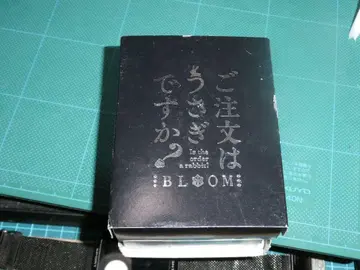 ご注文は
うさぎ
ですか？
Is the
order
a rabbit?
BLOOM